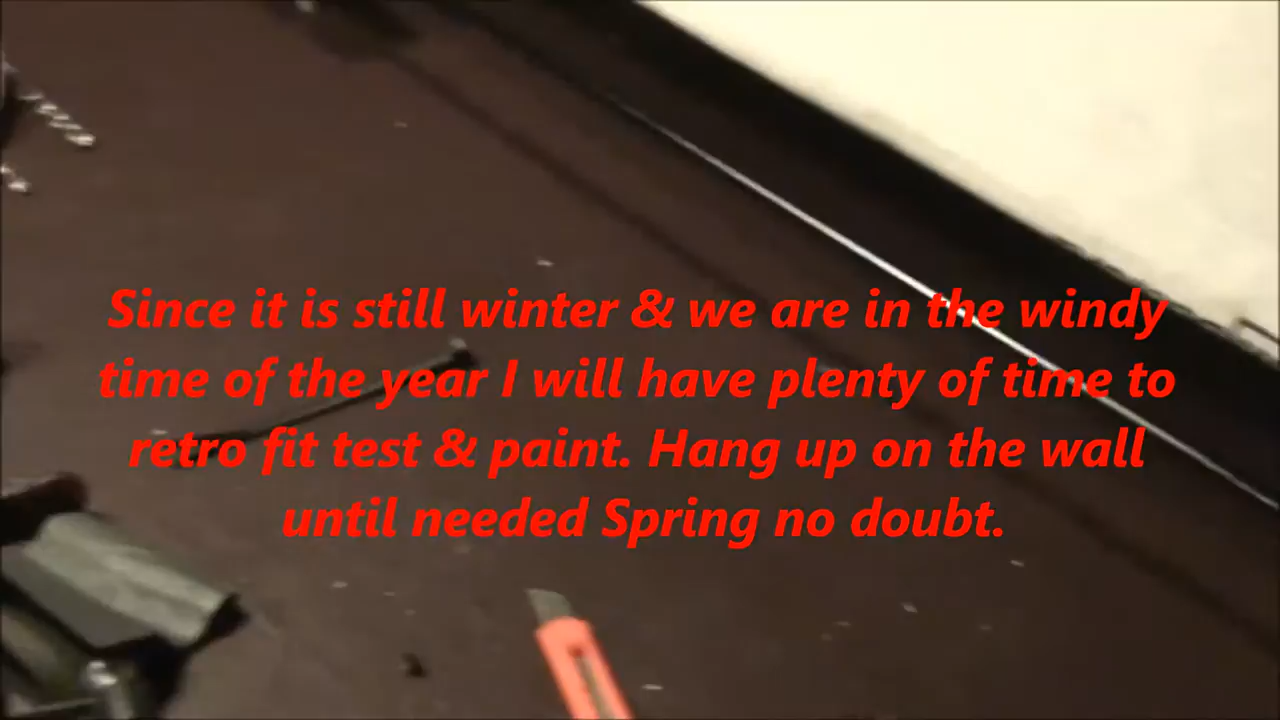 Since it is still winter & we are in the windy
time of the year I will have plenty of time to
retro fit test & paint. Hang up on the wall
until needed Spring no doubt.